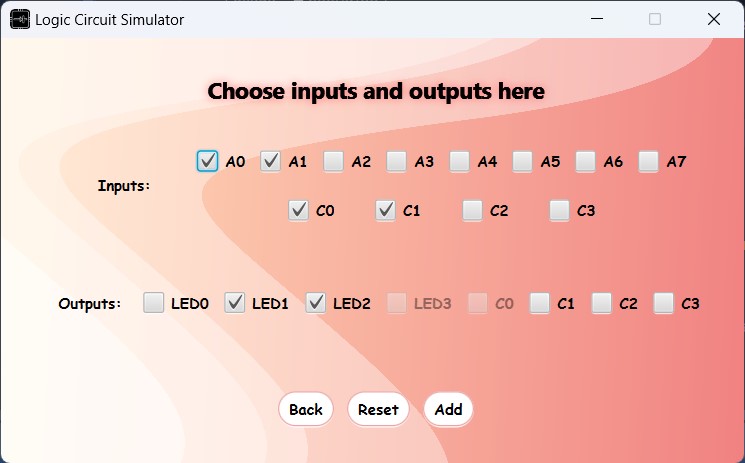 Logic Circuit Simulator
Choose inputs and outputs here
A0 A1 A2 A3 A4 A5 A6 A7
Inputs:
C0 C1 C2 C3
Outputs: LED0 LED1 LED2 LED3 C0 C1 C2 C3
Back Reset Add